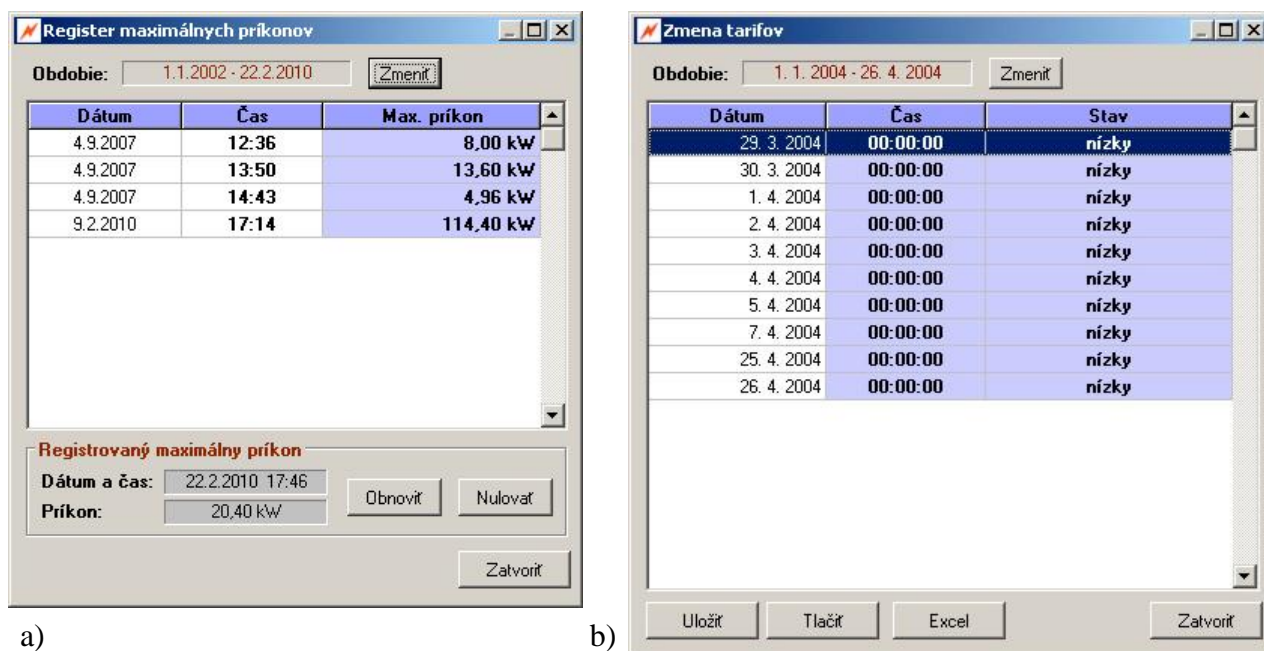 Register maximálnych príkonov
Obdobie: 1.1.2002 - 22.2.2010 Zmeniť
Dátum Čas Max. príkon
4.9.2007 12:36 8,00 kW
4.9.2007 13:50 13,60 kW
4.9.2007 14:43 4,96 kW
9.2.2010 17:14 114,40 kW
Registrovaný maximálny príkon
Dátum a čas: 22.2.2010 17:46
Príkon: 20,40 kW
Obnoviť Nulovať
Zatvoriť
a)
Zmena tarifov
Obdobie: 1. 1. 2004 - 26. 4. 2004 Zmeniť
Dátum Čas Stav
29. 3. 2004 00:00:00 nízky
30. 3. 2004 00:00:00 nízky
1. 4. 2004 00:00:00 nízky
2. 4. 2004 00:00:00 nízky
3. 4. 2004 00:00:00 nízky
4. 4. 2004 00:00:00 nízky
5. 4. 2004 00:00:00 nízky
7. 4. 2004 00:00:00 nízky
25. 4. 2004 00:00:00 nízky
26. 4. 2004 00:00:00 nízky
Uložiť Tlačiť Excel Zatvoriť
b)